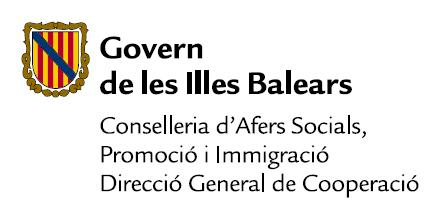 Govern
de les Illes Balears
Conselleria d'Afers Socials,
Promoció i Immigració
Direcció General de Cooperació